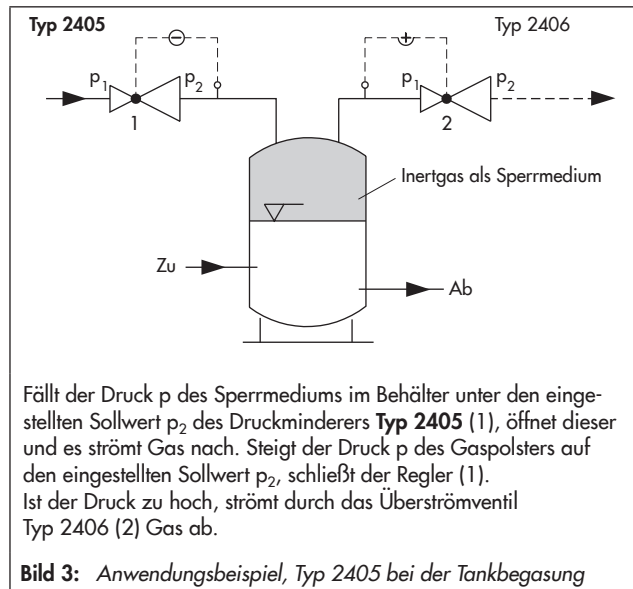 Typ 2405
Typ 2406
p₁ p₂ p₁ p₂
1 2
Inertgas als Sperrmedium
Zu
Ab
Fällt der Druck p des Sperrmediums im Behälter unter den einge-
stellten Sollwert p₂ des Druckminderers Typ 2405 (1), öffnet dieser
und es strömt Gas nach. Steigt der Druck p des Gaspolsters auf
den eingestellten Sollwert p₂, schließt der Regler (1).
Ist der Druck zu hoch, strömt durch das Überströmventil
Typ 2406 (2) Gas ab.
Bild 3: Anwendungsbeispiel, Typ 2405 bei der Tankbegasung